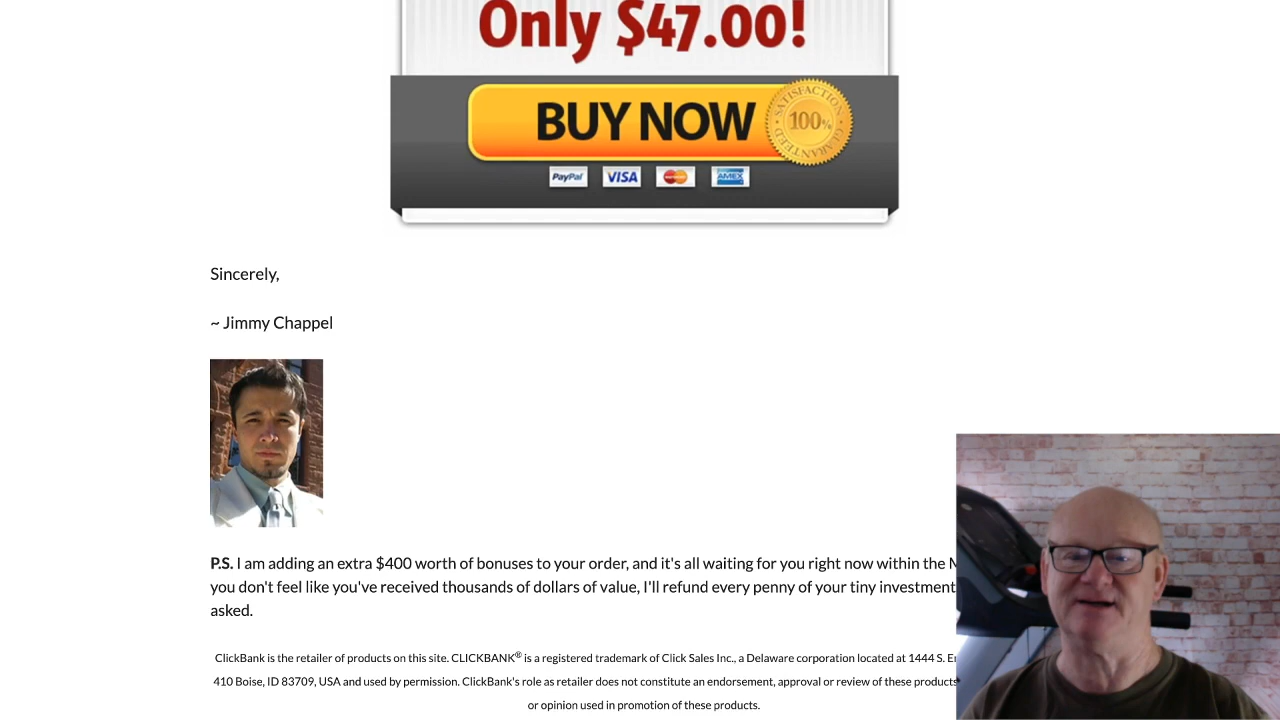 Only $47.00!
BUY NOW
SATISFACTION
100%
GUARANTEED
PayPal VISA MasterCard AMEX
Sincerely,
~ Jimmy Chappel
P.S. I am adding an extra $400 worth of bonuses to your order, and it's all waiting for you right now within the
you don't feel like you've received thousands of dollars of value, I'll refund every penny of your tiny investment
asked.
ClickBank is the retailer of products on this site. CLICKBANK® is a registered trademark of Click Sales Inc., a Delaware corporation located at 1444 S.
410 Boise, ID 83709, USA and used by permission. ClickBank's role as retailer does not constitute an endorsement, approval or review of these products
or opinion used in promotion of these products.